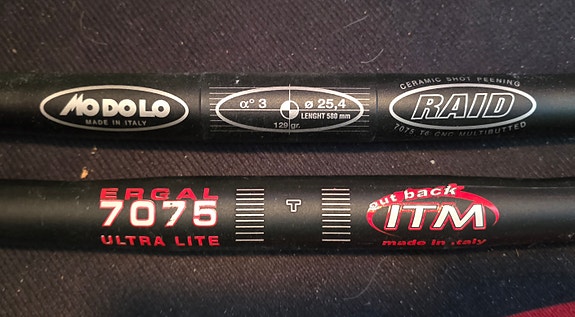 MODOLO
MADE IN ITALY
α° 3
ø 25,4
LENGHT 580 mm
129 gr.
CERAMIC SHOT PEENING
RAID
7075 T6 CNC MULTIBUTTED
ERGAL
7075
ULTRA LITE
T
out back
ITM
made in italy